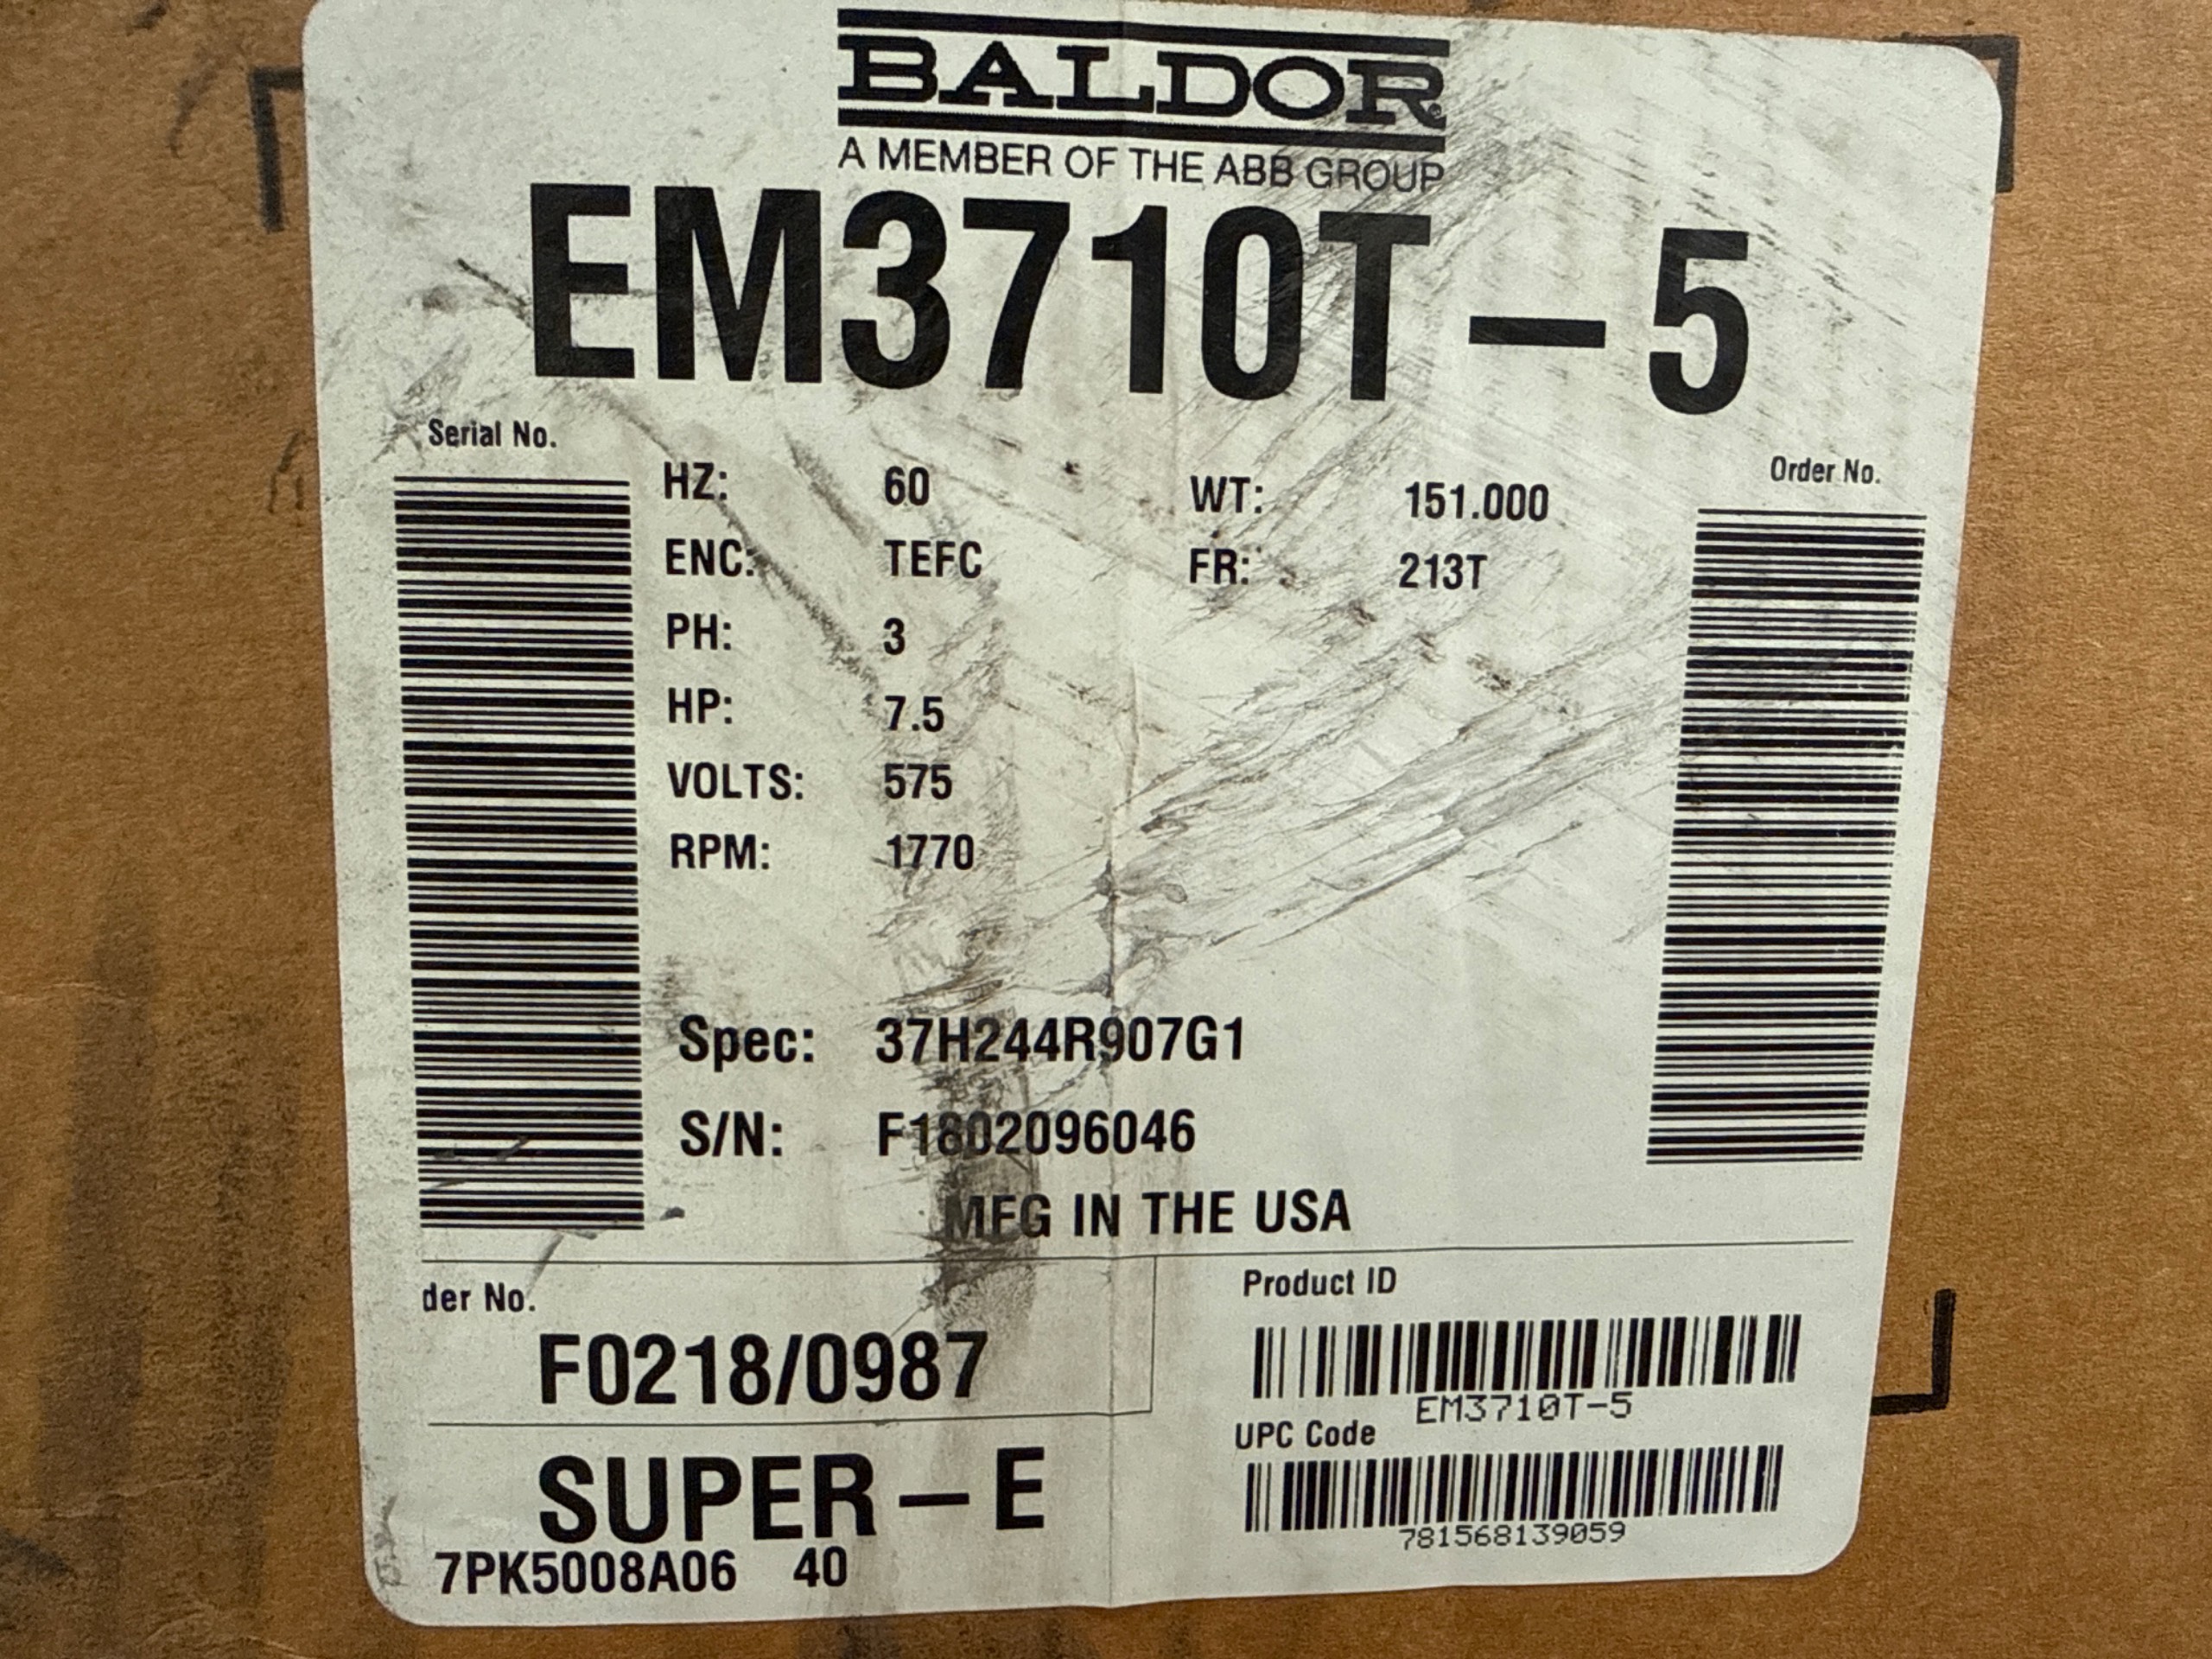 BALDOR
A MEMBER OF THE ABB GROUP
EM3710T-5
Serial No.
Order No.
HZ: 60 WT: 151.000
ENC: TEFC FR: 213T
PH: 3
HP: 7.5
VOLTS: 575
RPM: 1770
Spec: 37H244R907G1
S/N: F1802096046
MFG IN THE USA
der No.
F0218/0987
SUPER-E
7PK5008A06 40
Product ID
EM3710T-5
UPC Code
781568139059